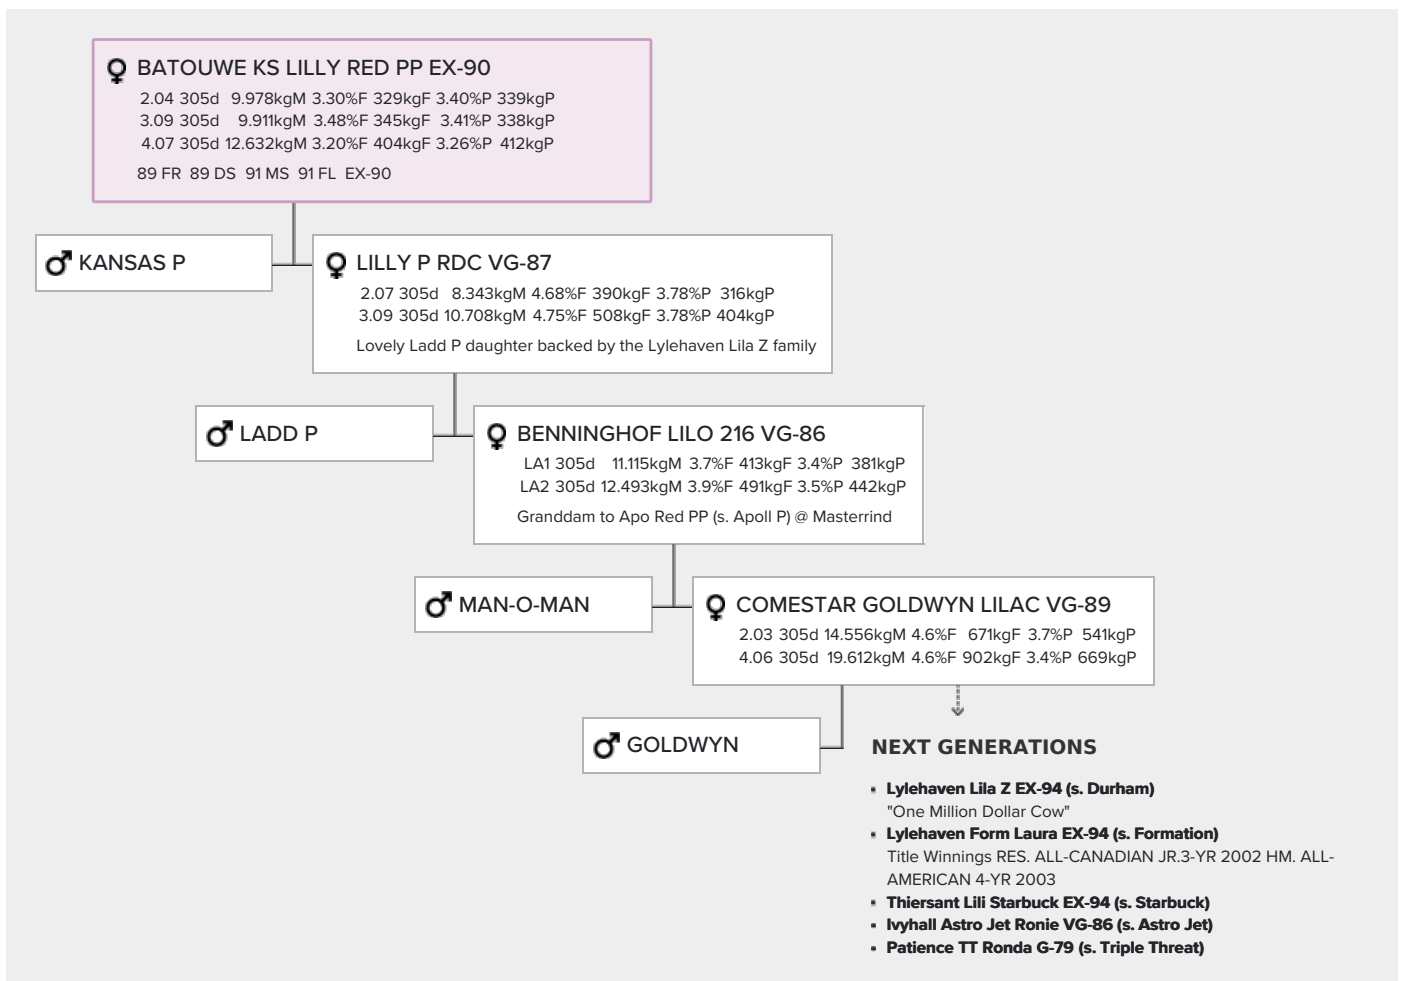 BATOUWE KS LILLY RED PP EX-90
2.04 305d 9.978kgM 3.30%F 329kgF 3.40%P 339kgP
3.09 305d 9.911kgM 3.48%F 345kgF 3.41%P 338kgP
4.07 305d 12.632kgM 3.20%F 404kgF 3.26%P 412kgP
89 FR 89 DS 91 MS 91 FL EX-90
KANSAS P
LILLY P RDC VG-87
2.07 305d 8.343kgM 4.68%F 390kgF 3.78%P 316kgP
3.09 305d 10.708kgM 4.75%F 508kgF 3.78%P 404kgP
Lovely Ladd P daughter backed by the Lylehaven Lila Z family
LADD P
BENNINGHOF LILO 216 VG-86
LA1 305d 11.115kgM 3.7%F 413kgF 3.4%P 381kgP
LA2 305d 12.493kgM 3.9%F 491kgF 3.5%P 442kgP
Granddam to Apo Red PP (s. Apoll P) @ Masterrind
MAN-O-MAN
COMESTAR GOLDWYN LILAC VG-89
2.03 305d 14.556kgM 4.6%F 671kgF 3.7%P 541kgP
4.06 305d 19.612kgM 4.6%F 902kgF 3.4%P 669kgP
GOLDWYN
NEXT GENERATIONS
Lylehaven Lila Z EX-94 (s. Durham)
"One Million Dollar Cow"
Lylehaven Form Laura EX-94 (s. Formation)
Title Winnings RES. ALL-CANADIAN JR.3-YR 2002 HM. ALL-
AMERICAN 4-YR 2003
Thiersant Lili Starbuck EX-94 (s. Starbuck)
Ivyhall Astro Jet Ronie VG-86 (s. Astro Jet)
Patience TT Ronda G-79 (s. Triple Threat)